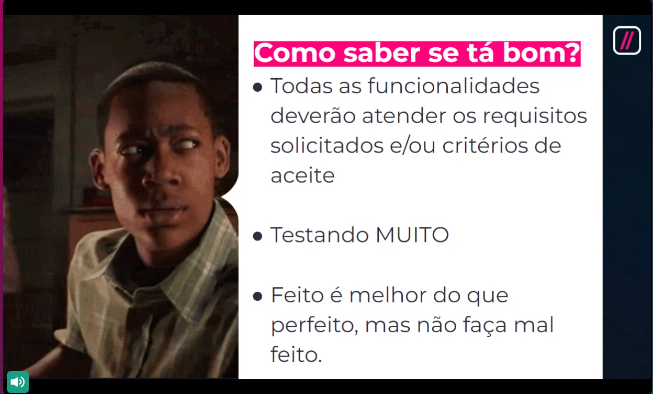 Como saber se tá bom?
● Todas as funcionalidades
deverão atender os requisitos
solicitados e/ou critérios de
aceite
● Testando MUITO
● Feito é melhor do que
perfeito, mas não faça mal
feito.